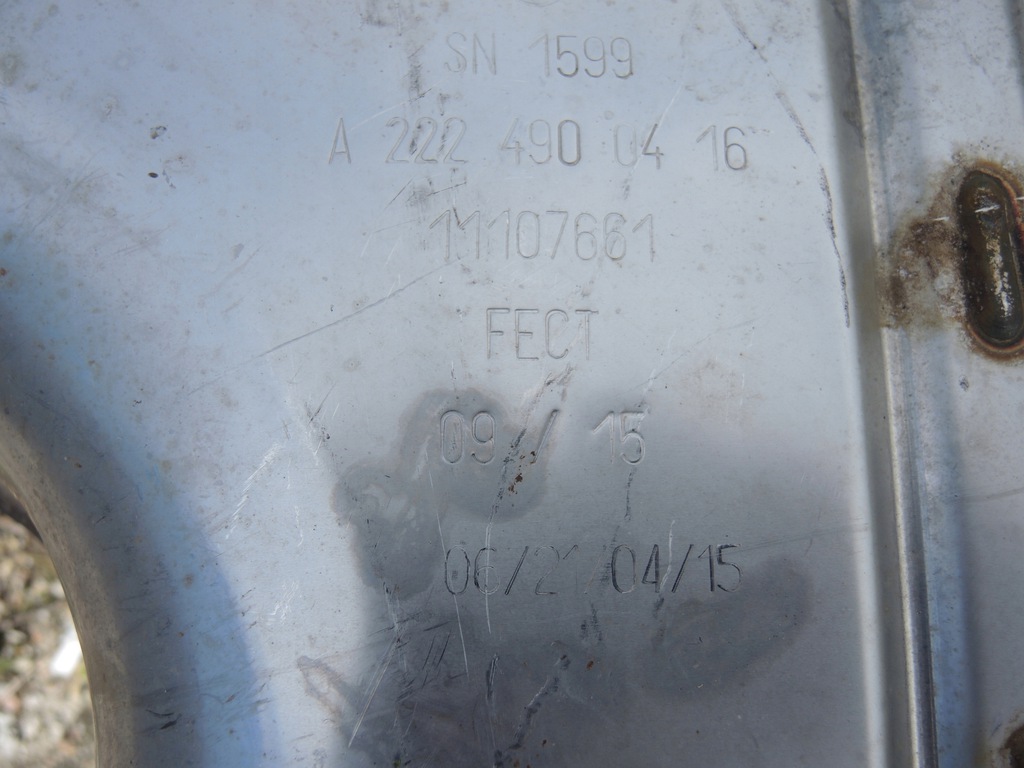 SN 1599
A 222 490 04 16
11107661
FECT
09 // 15
06/21/04/15